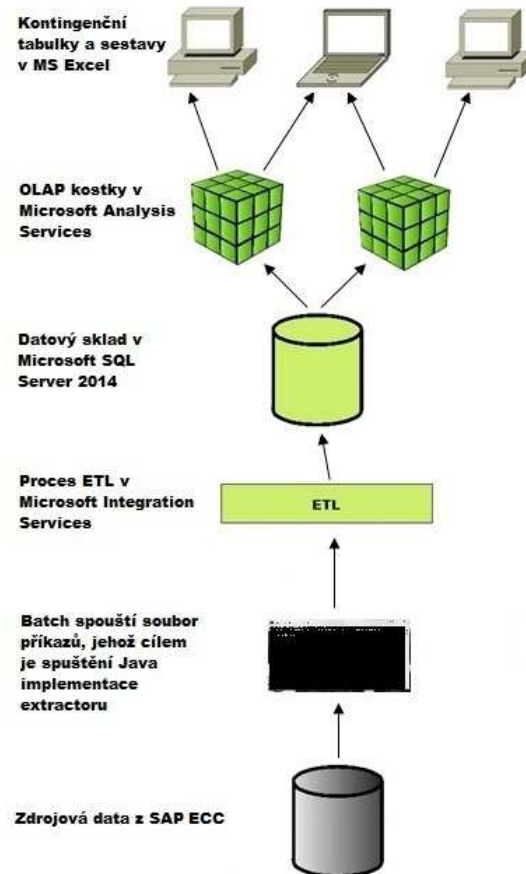 Kontingenční
tabulky a sestavy
v MS Excel
OLAP kostky v
Microsoft Analysis
Services
Datový sklad v
Microsoft SQL
Server 2014
Proces ETL v
Microsoft Integration
Services
ETL
Batch spouští soubor
příkazů, jehož cílem
je spuštění Java
implementace
extractoru
Zdrojová data z SAP ECC